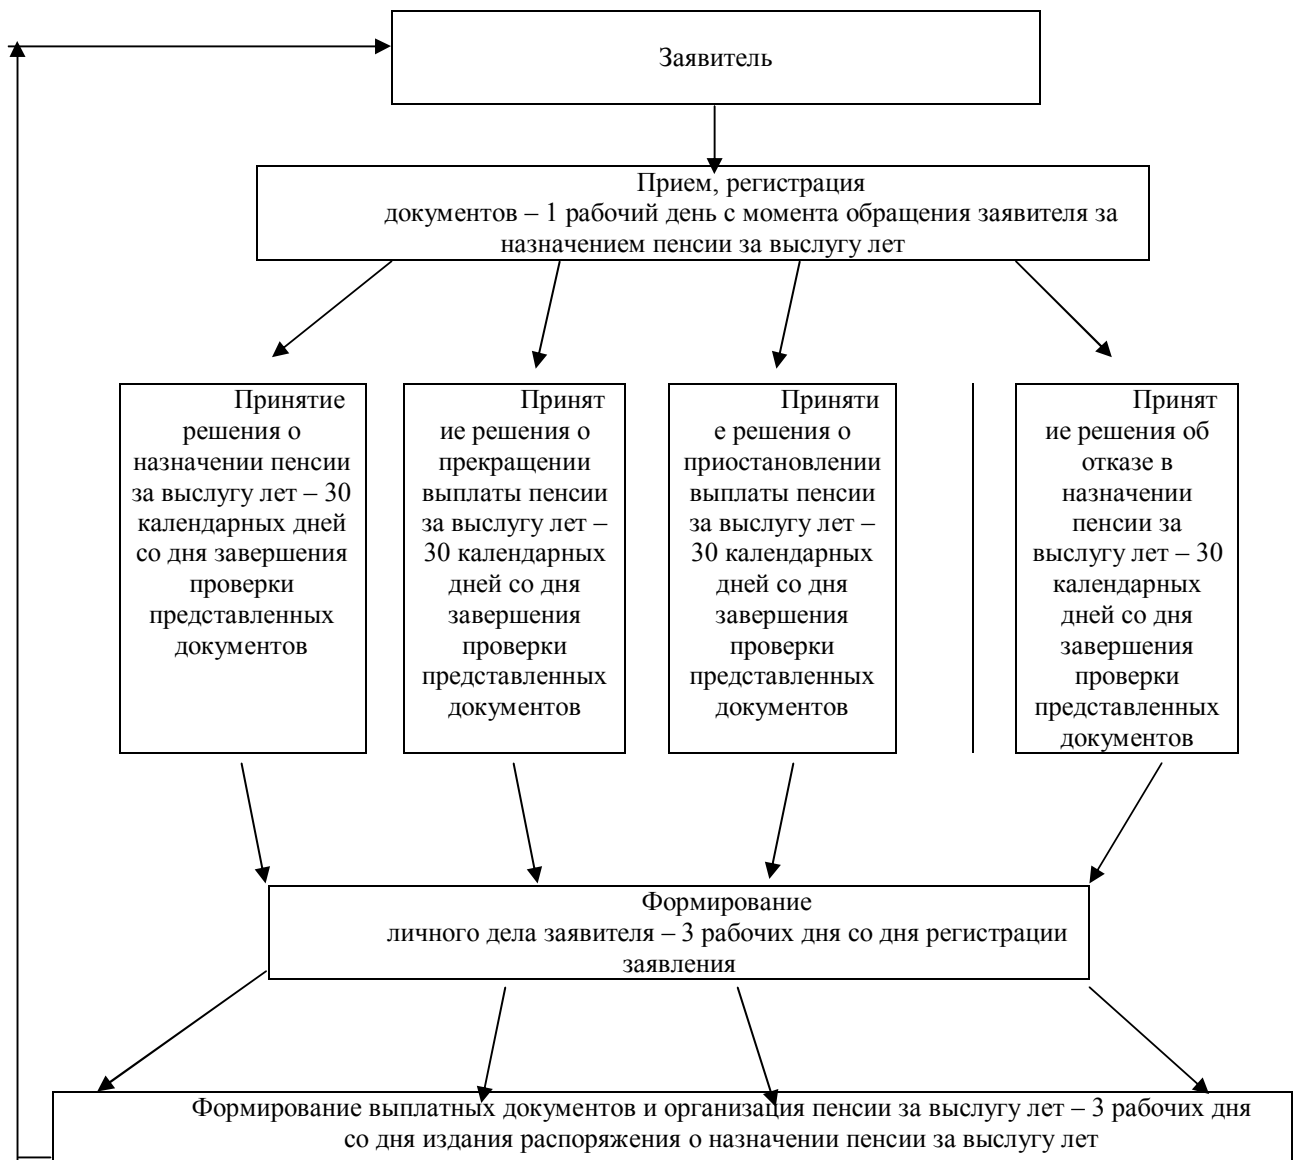 Заявитель
Прием, регистрация
документов – 1 рабочий день с момента обращения заявителя за
назначением пенсии за выслугу лет
Принятие
решения о
назначении пенсии
за выслугу лет – 30
календарных дней
со дня завершения
проверки
представленных
документов
Принят
ие решения о
прекращении
выплаты пенсии
за выслугу лет –
30 календарных
дней со дня
завершения
проверки
представленных
документов
Приняти
е решения о
приостановлении
выплаты пенсии
за выслугу лет –
30 календарных
дней со дня
завершения
проверки
представленных
документов
Принят
ие решения об
отказе в
назначении
пенсии за
выслугу лет – 30
календарных
дней со дня
завершения
проверки
представленных
документов
Формирование
личного дела заявителя – 3 рабочих дня со дня регистрации
заявления
Формирование выплатных документов и организация пенсии за выслугу лет – 3 рабочих дня
со дня издания распоряжения о назначении пенсии за выслугу лет